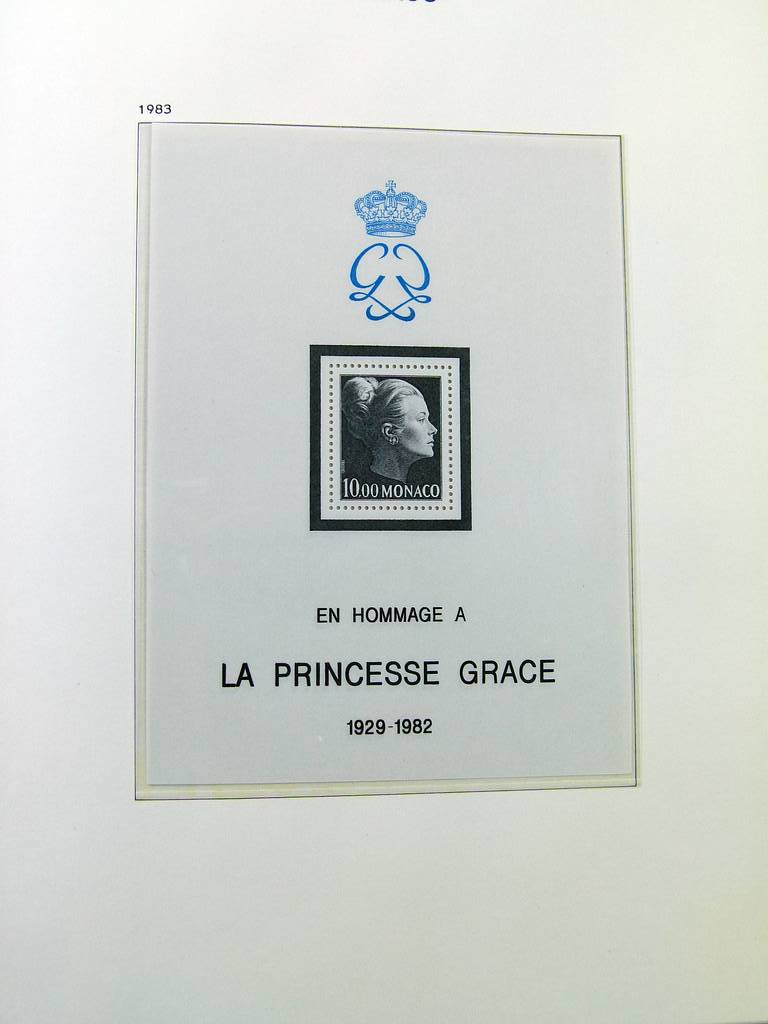 1983
10.00 MONACO
EN HOMMAGE A
LA PRINCESSE GRACE
1929-1982